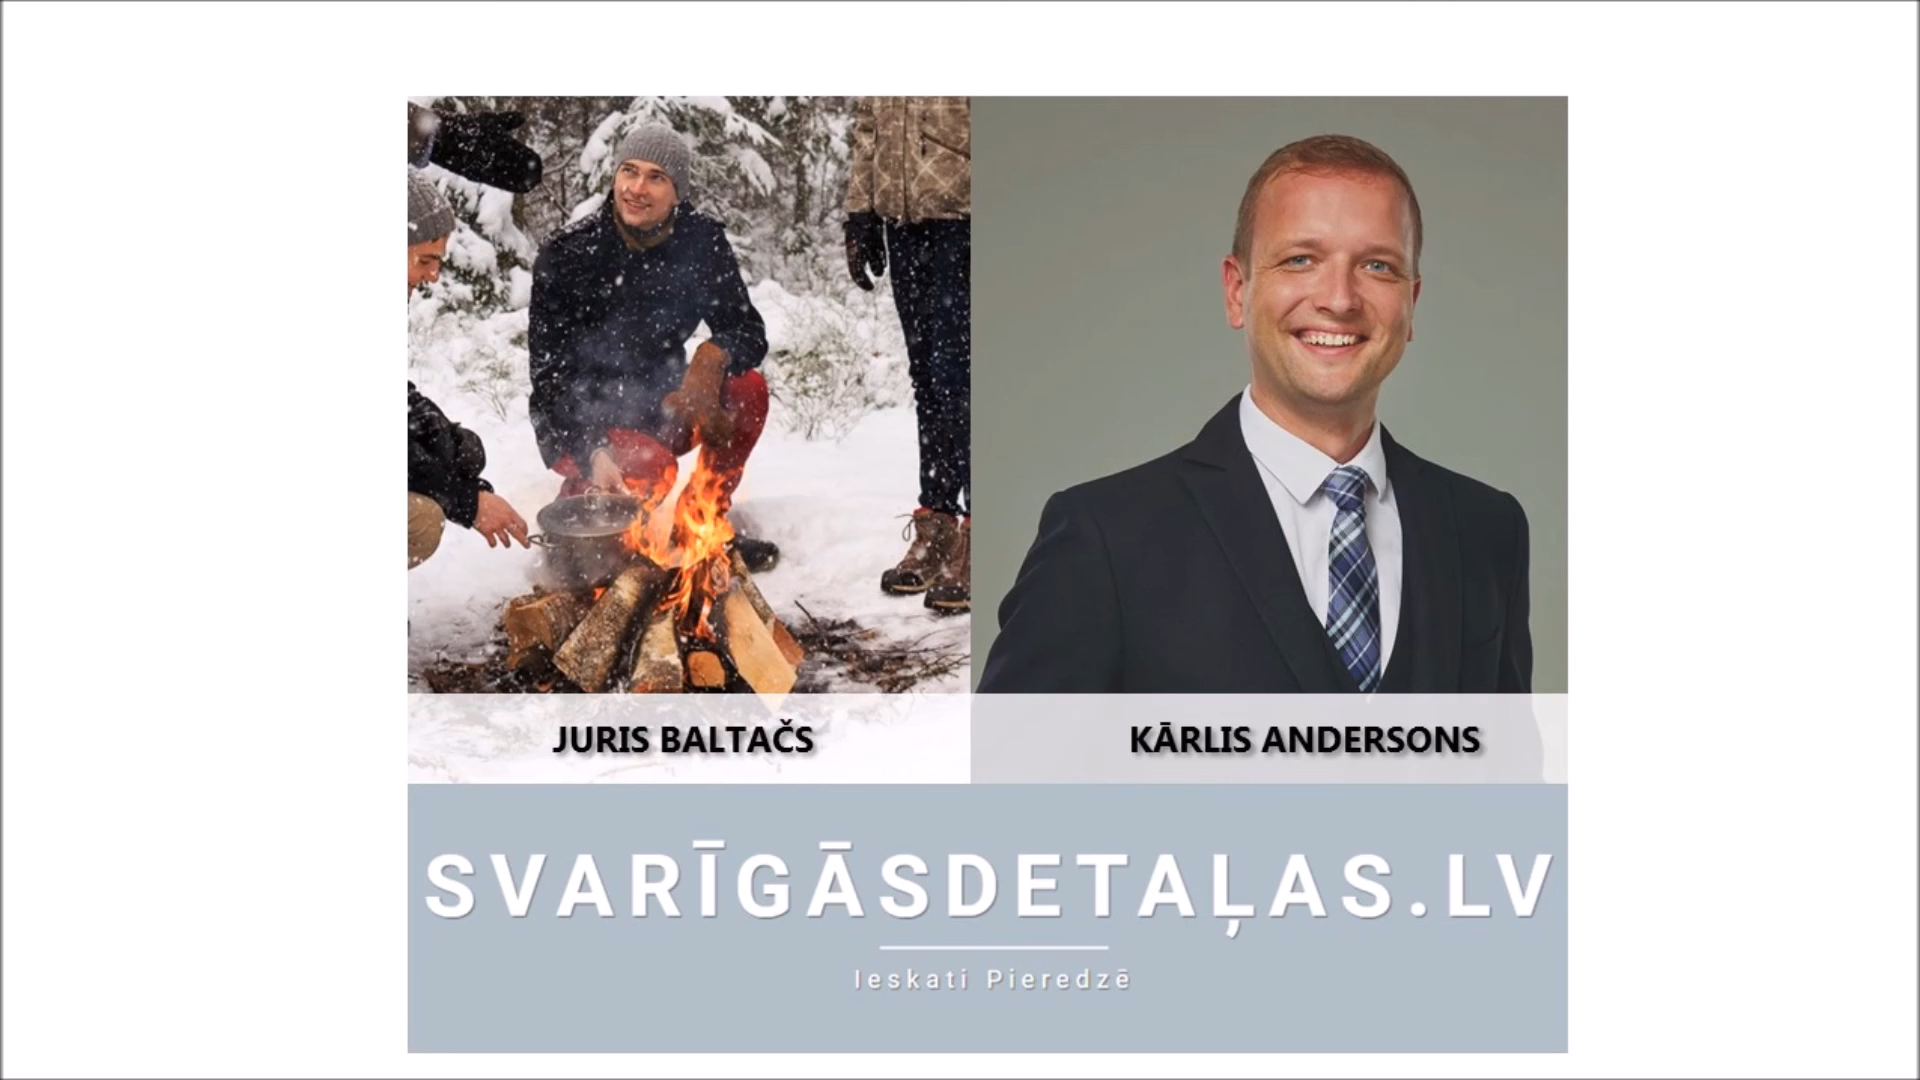 JURIS BALTAČS
KĀRLIS ANDERSONS
SVARĪGĀSDETAĻAS.LV
Ieskati Pieredzē